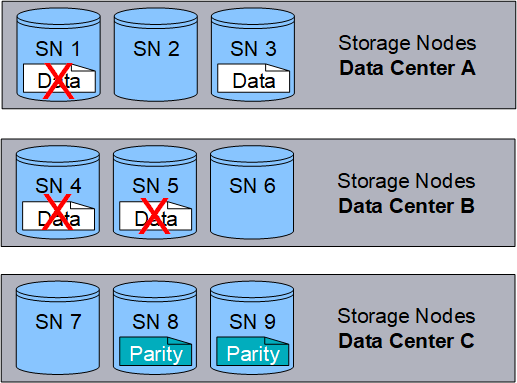 SN 1 SN 2 SN 3
Data Data
Storage Nodes
Data Center A
SN 4 SN 5 SN 6
Data Data
Storage Nodes
Data Center B
SN 7 SN 8 SN 9
Parity Parity
Storage Nodes
Data Center C